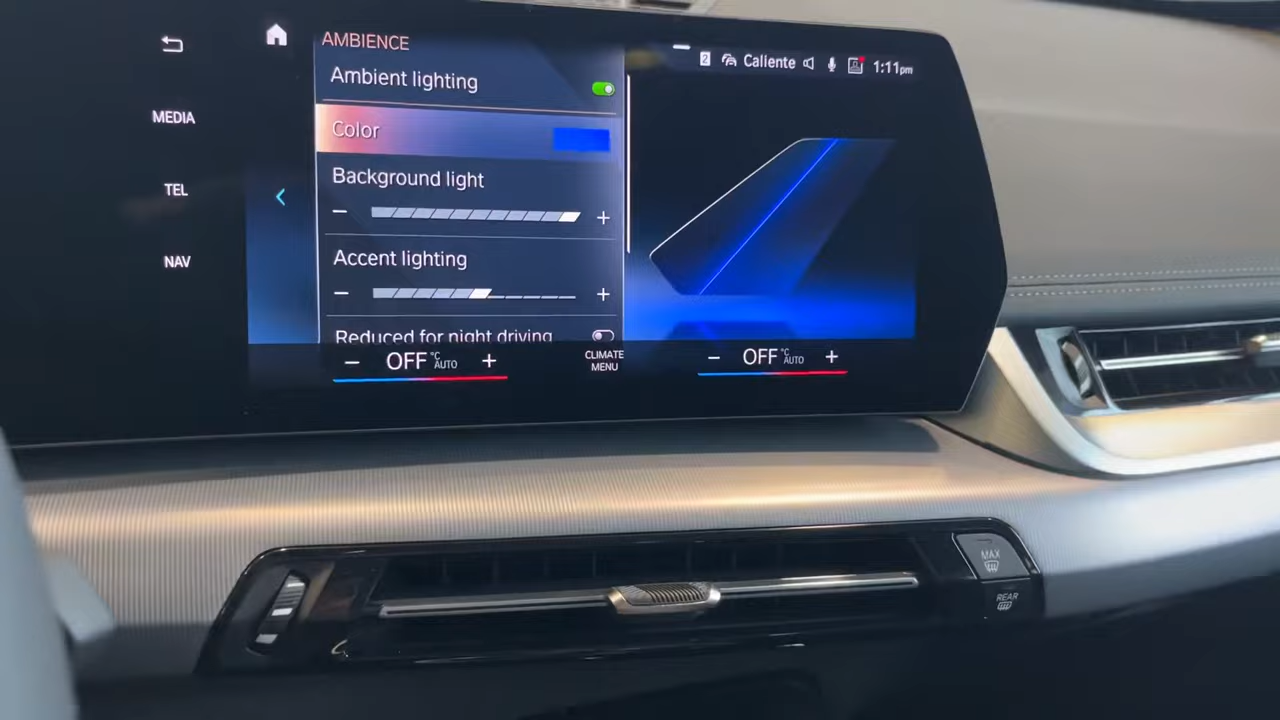 AMBIENCE
Ambient lighting
Color
Background light
Accent lighting
Reduced for night driving
MEDIA
TEL
NAV
2 Caliente 1:11pm
− OFF °C AUTO +
CLIMATE
MENU
− OFF °C AUTO +
MAX
REAR